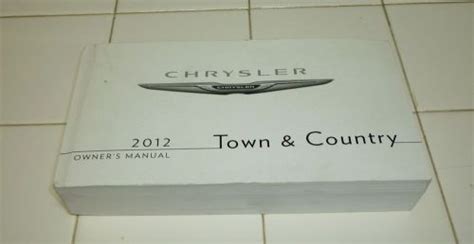 CHRYSLER
CHRYSLER
2012 Town & Country
OWNER'S MANUAL